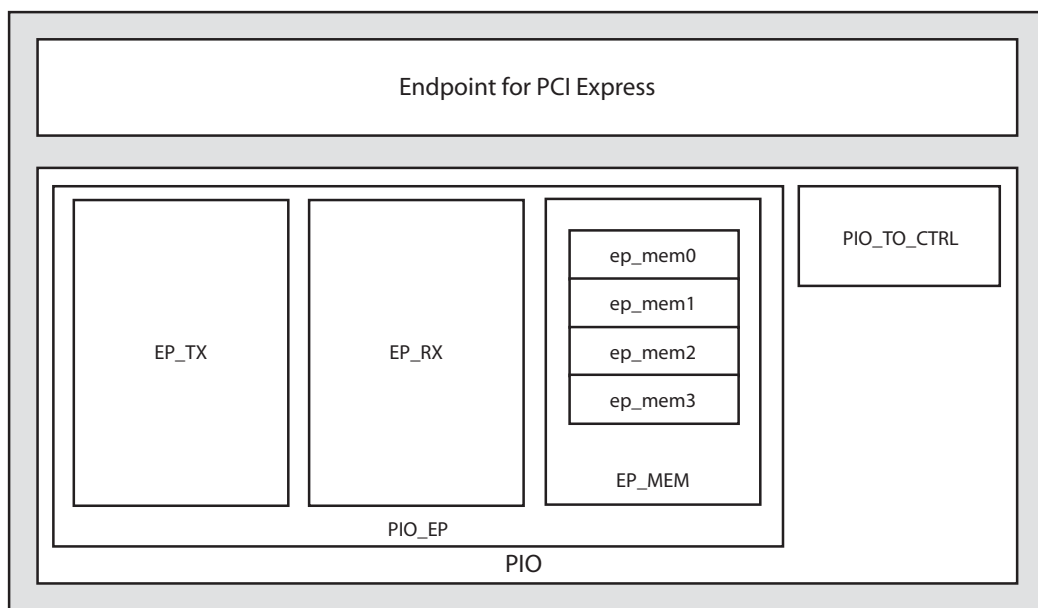 Endpoint for PCI Express
PIO_TO_CTRL
ep_mem0
ep_mem1
EP_TX
EP_RX
ep_mem2
ep_mem3
EP_MEM
PIO_EP
PIO